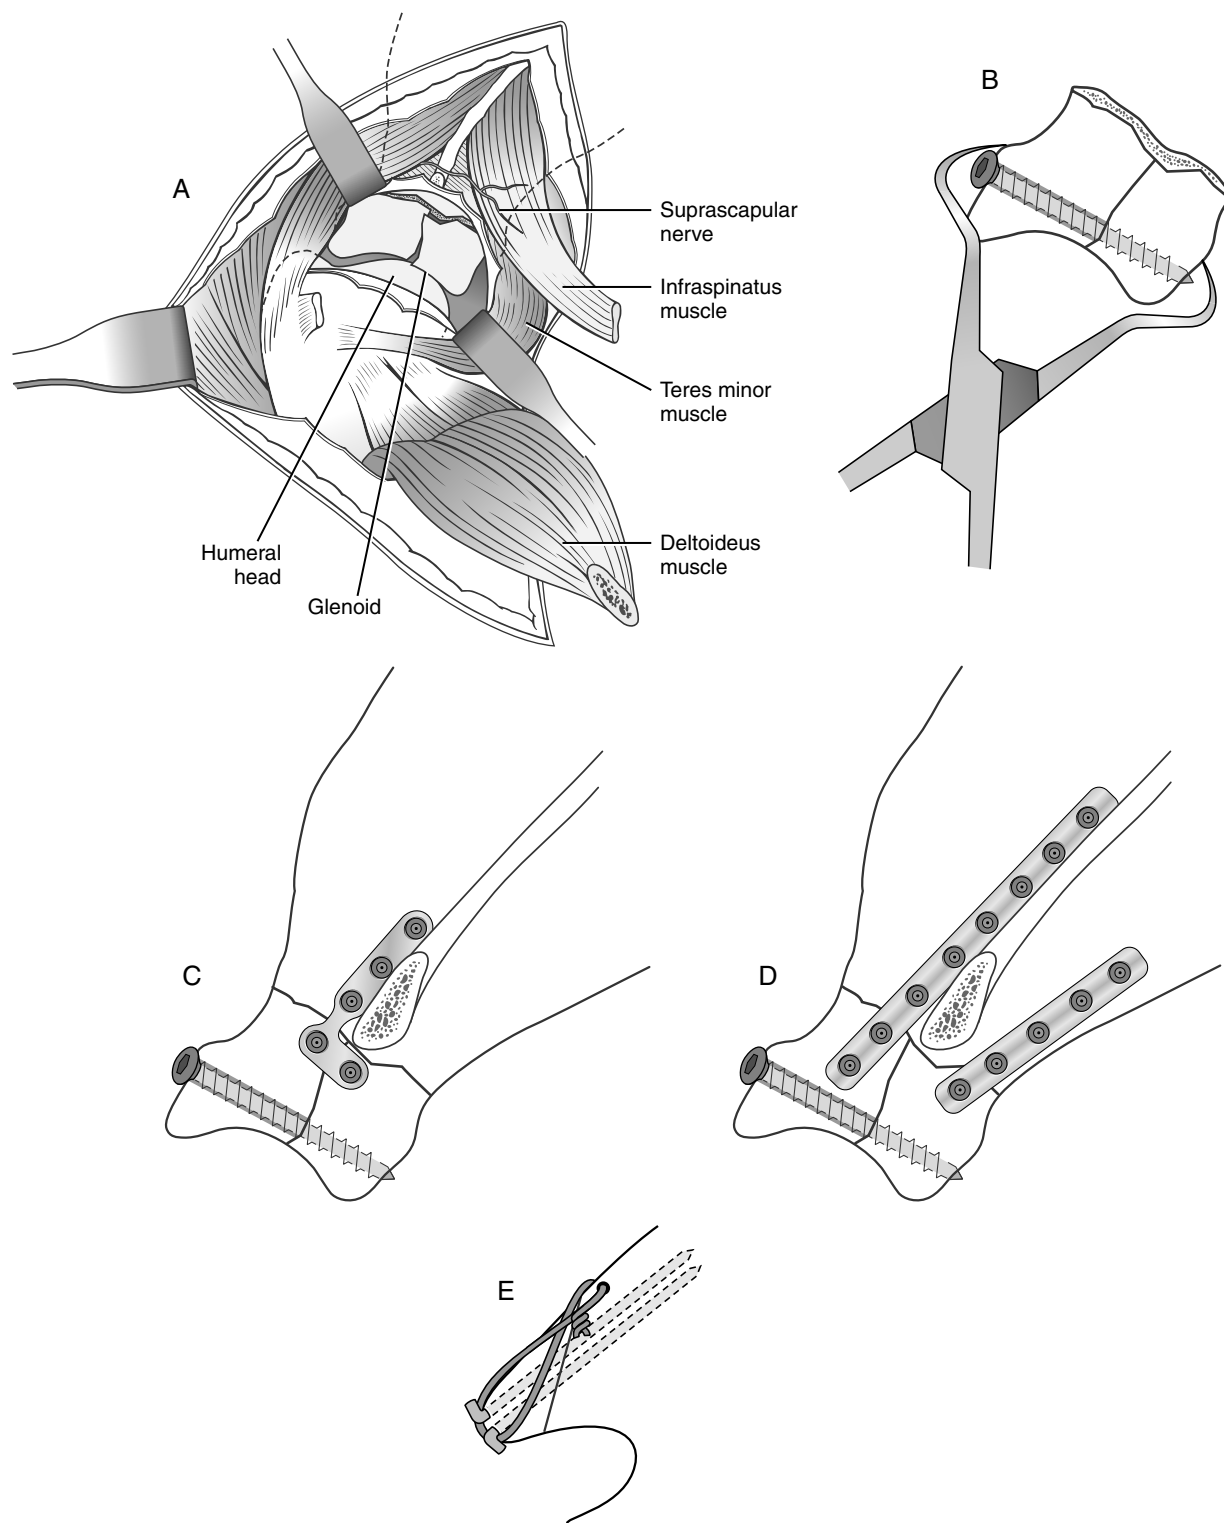 A
B
Suprascapular
nerve
Infraspinatus
muscle
Teres minor
muscle
Humeral
head
Deltoideus
muscle
Glenoid
C
D
E